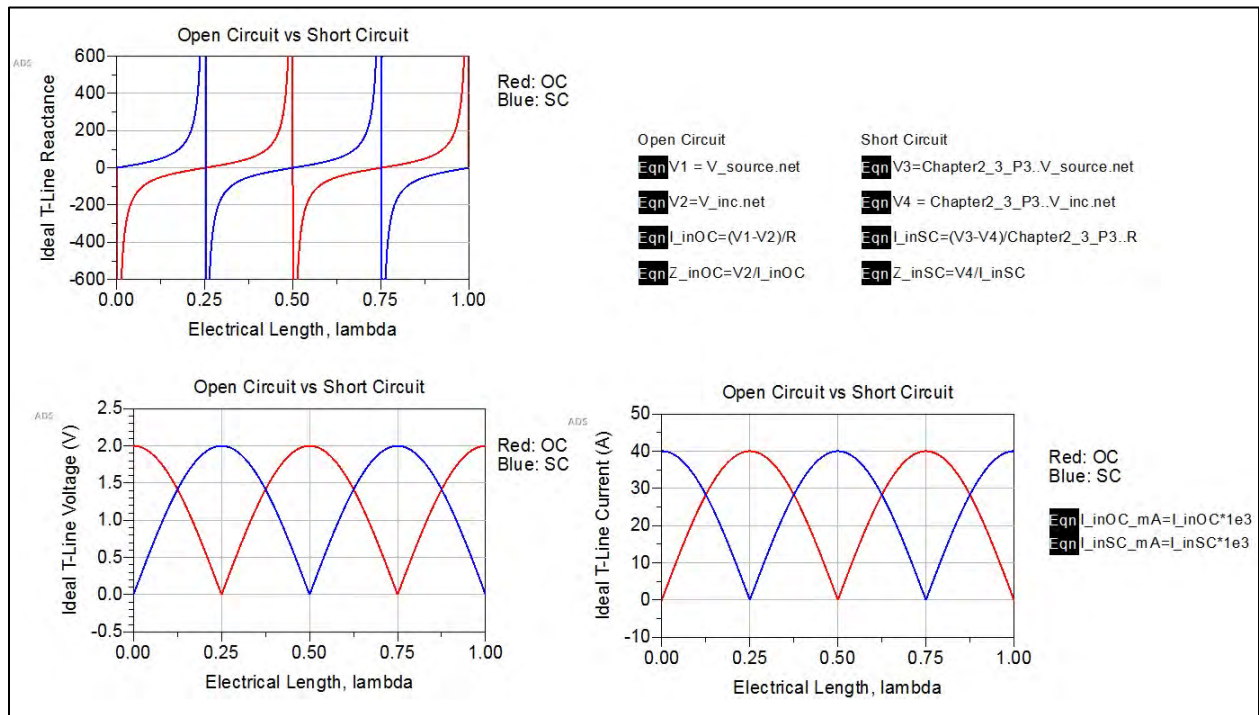 Open Circuit vs Short Circuit
ADS
Ideal T-Line Reactance
600
400
200
0
-200
-400
-600
0.00 0.25 0.50 0.75 1.00
Electrical Length, lambda
Red: OC
Blue: SC
Open Circuit
Eqn V1 = V_source.net
Eqn V2=V_inc.net
Eqn I_inOC=(V1-V2)/R
Eqn Z_inOC=V2/I_inOC
Short Circuit
Eqn V3=Chapter2_3_P3..V_source.net
Eqn V4 = Chapter2_3_P3..V_inc.net
Eqn I_inSC=(V3-V4)/Chapter2_3_P3..R
Eqn Z_inSC=V4/I_inSC
Open Circuit vs Short Circuit
ADS
Ideal T-Line Voltage (V)
2.5
2.0
1.5
1.0
0.5
0.0
-0.5
0.00 0.25 0.50 0.75 1.00
Electrical Length, lambda
Red: OC
Blue: SC
Open Circuit vs Short Circuit
ADS
Ideal T-Line Current (A)
50
40
30
20
10
0
-10
0.00 0.25 0.50 0.75 1.00
Electrical Length, lambda
Red: OC
Blue: SC
Eqn I_inOC_mA=I_inOC*1e3
Eqn I_inSC_mA=I_inSC*1e3